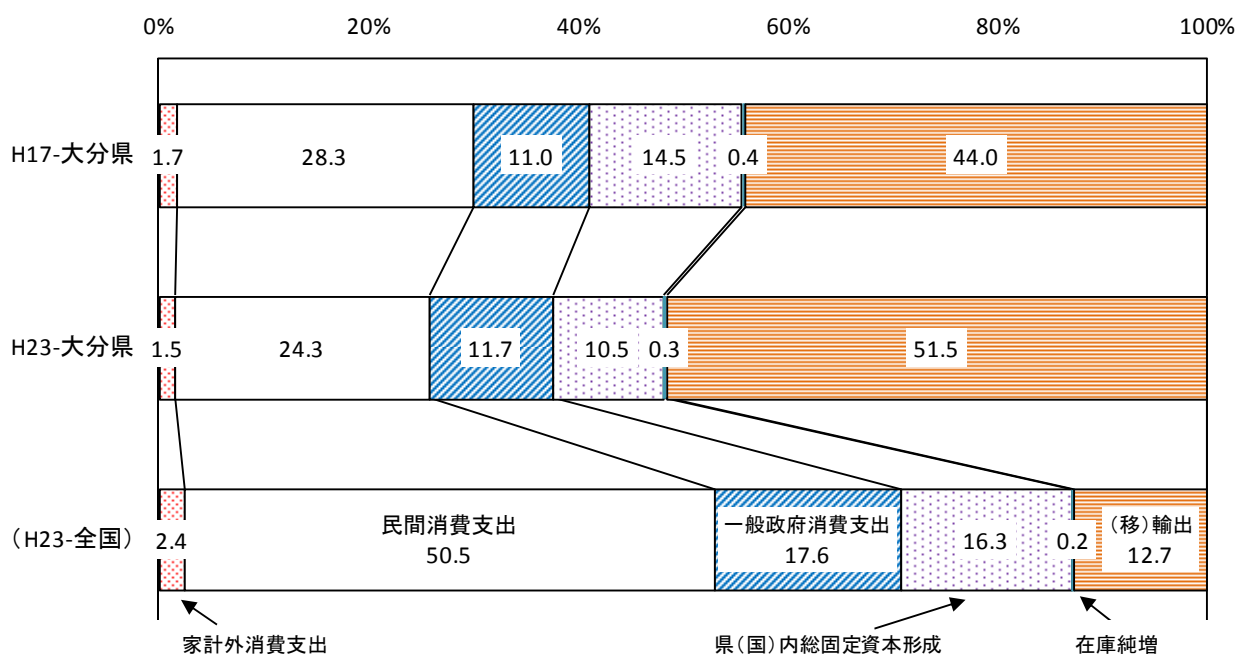 0% 20% 40% 60% 80% 100%
H17-大分県 1.7 28.3 11.0 14.5 0.4 44.0
H23-大分県 1.5 24.3 11.7 10.5 0.3 51.5
民間消費支出 一般政府消費支出 （移）輸出
（H23-全国） 2.4 50.5 17.6 16.3 0.2 12.7
家計外消費支出 県（国）内総固定資本形成 在庫純増